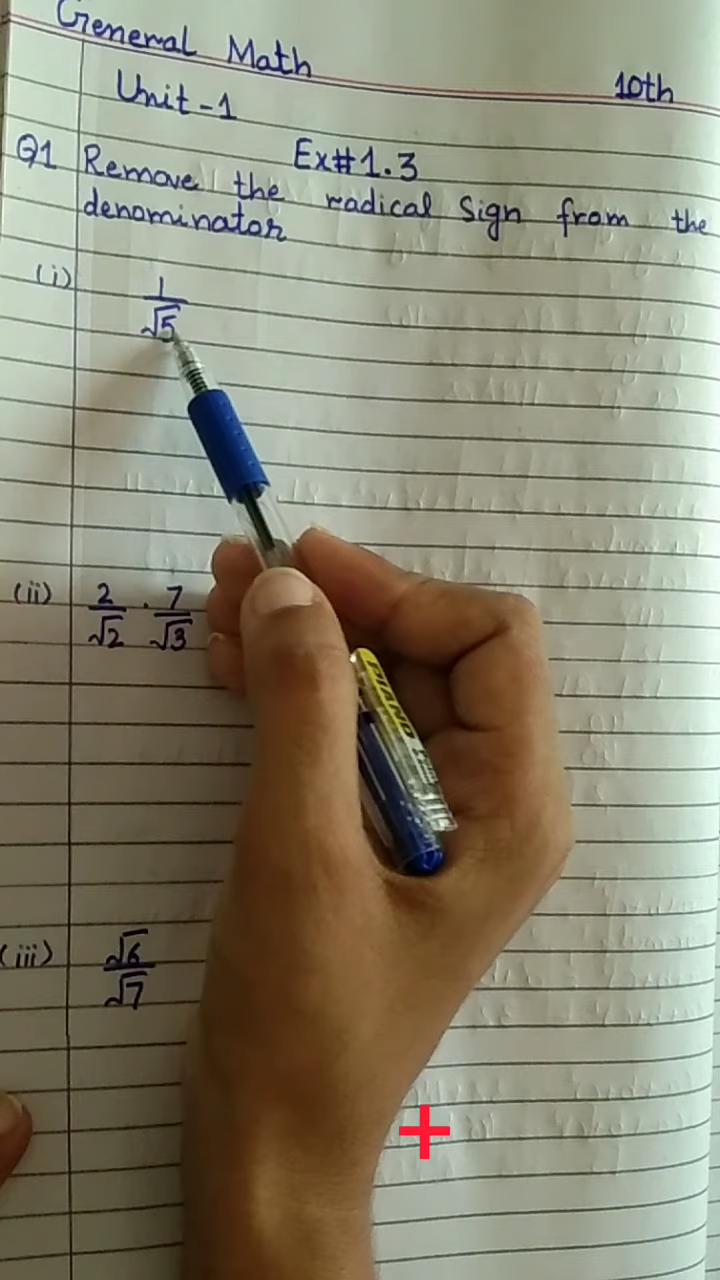 General Math
10th
Unit-1
Ex#1.3
Q1 Remove the radical Sign from the
denominator
(i) 1/√5
(ii) 2/√2 · 7/√3
(iii) √6/√7
PIANO